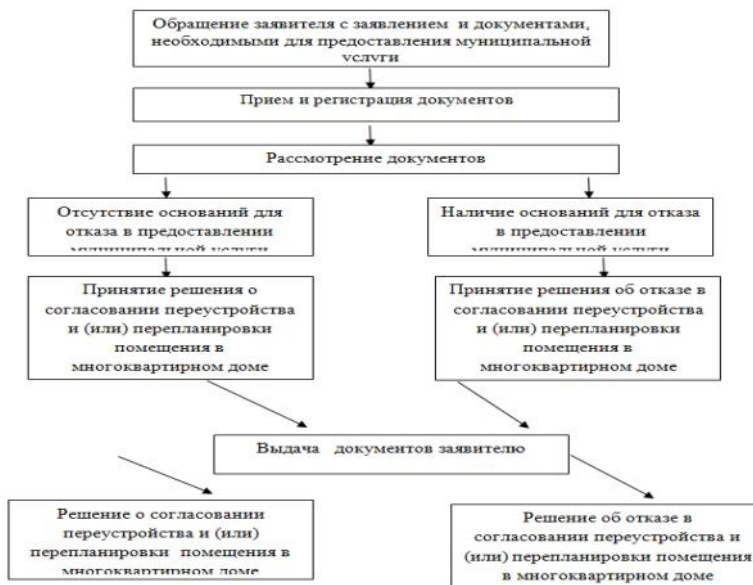 Обращение заявителя с заявлением и документами,
необходимыми для предоставления муниципальной
услуги
Прием и регистрация документов
Рассмотрение документов
Отсутствие оснований для
отказа в предоставлении
муниципальной услуги
Наличие оснований для отказа
в предоставлении
муниципальной услуги
Принятие решения о
согласовании переустройства
и (или) перепланировки
помещения в
многоквартирном доме
Принятие решения об отказе в
согласовании переустройства
и (или) перепланировки
помещения в
многоквартирном доме
Выдача документов заявителю
Решение о согласовании
переустройства и (или)
перепланировки помещения в
многоквартирном доме
Решение об отказе в
согласовании переустройства и
(или) перепланировки помещения
в многоквартирном доме